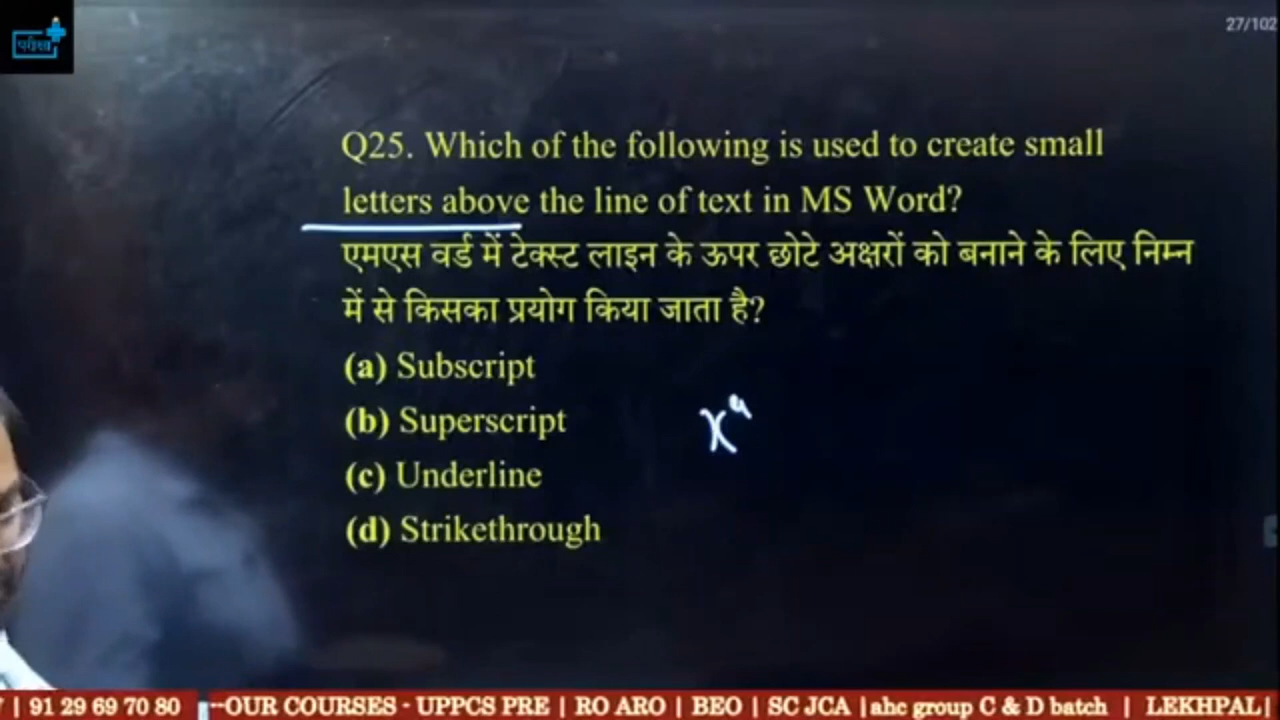 परीक्षा
27/102
Q25. Which of the following is used to create small
letters above the line of text in MS Word?
एमएस वर्ड में टेक्स्ट लाइन के ऊपर छोटे अक्षरों को बनाने के लिए निम्न
में से किसका प्रयोग किया जाता है?
(a) Subscript
(b) Superscript
x⁹
(c) Underline
(d) Strikethrough
| 91 29 69 70 80 --OUR COURSES - UPPCS PRE | RO ARO | BEO | SC JCA | ahc group C & D batch | LEKHPAL |